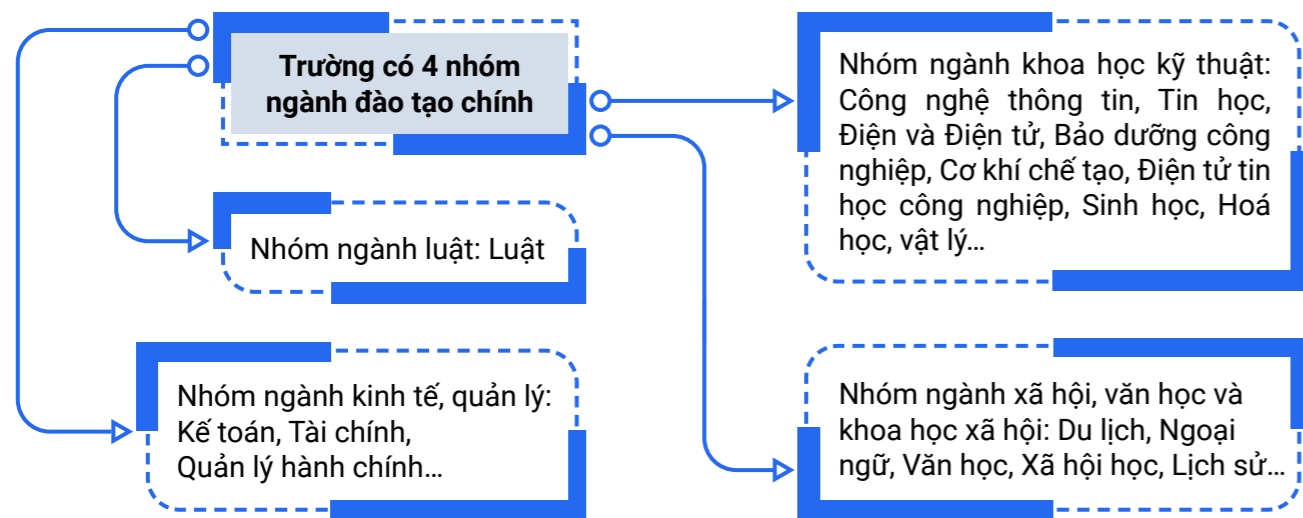 Trường có 4 nhóm
ngành đào tạo chính
Nhóm ngành luật: Luật
Nhóm ngành kinh tế, quản lý:
Kế toán, Tài chính,
Quản lý hành chính…
Nhóm ngành khoa học kỹ thuật:
Công nghệ thông tin, Tin học,
Điện và Điện tử, Bảo dưỡng công
nghiệp, Cơ khí chế tạo, Điện tử tin
học công nghiệp, Sinh học, Hoá
học, vật lý…
Nhóm ngành xã hội, văn học và
khoa học xã hội: Du lịch, Ngoại
ngữ, Văn học, Xã hội học, Lịch sử…